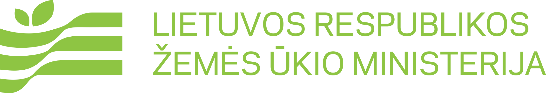 LIETUVOS RESPUBLIKOS
ŽEMĖS ŪKIO MINISTERIJA